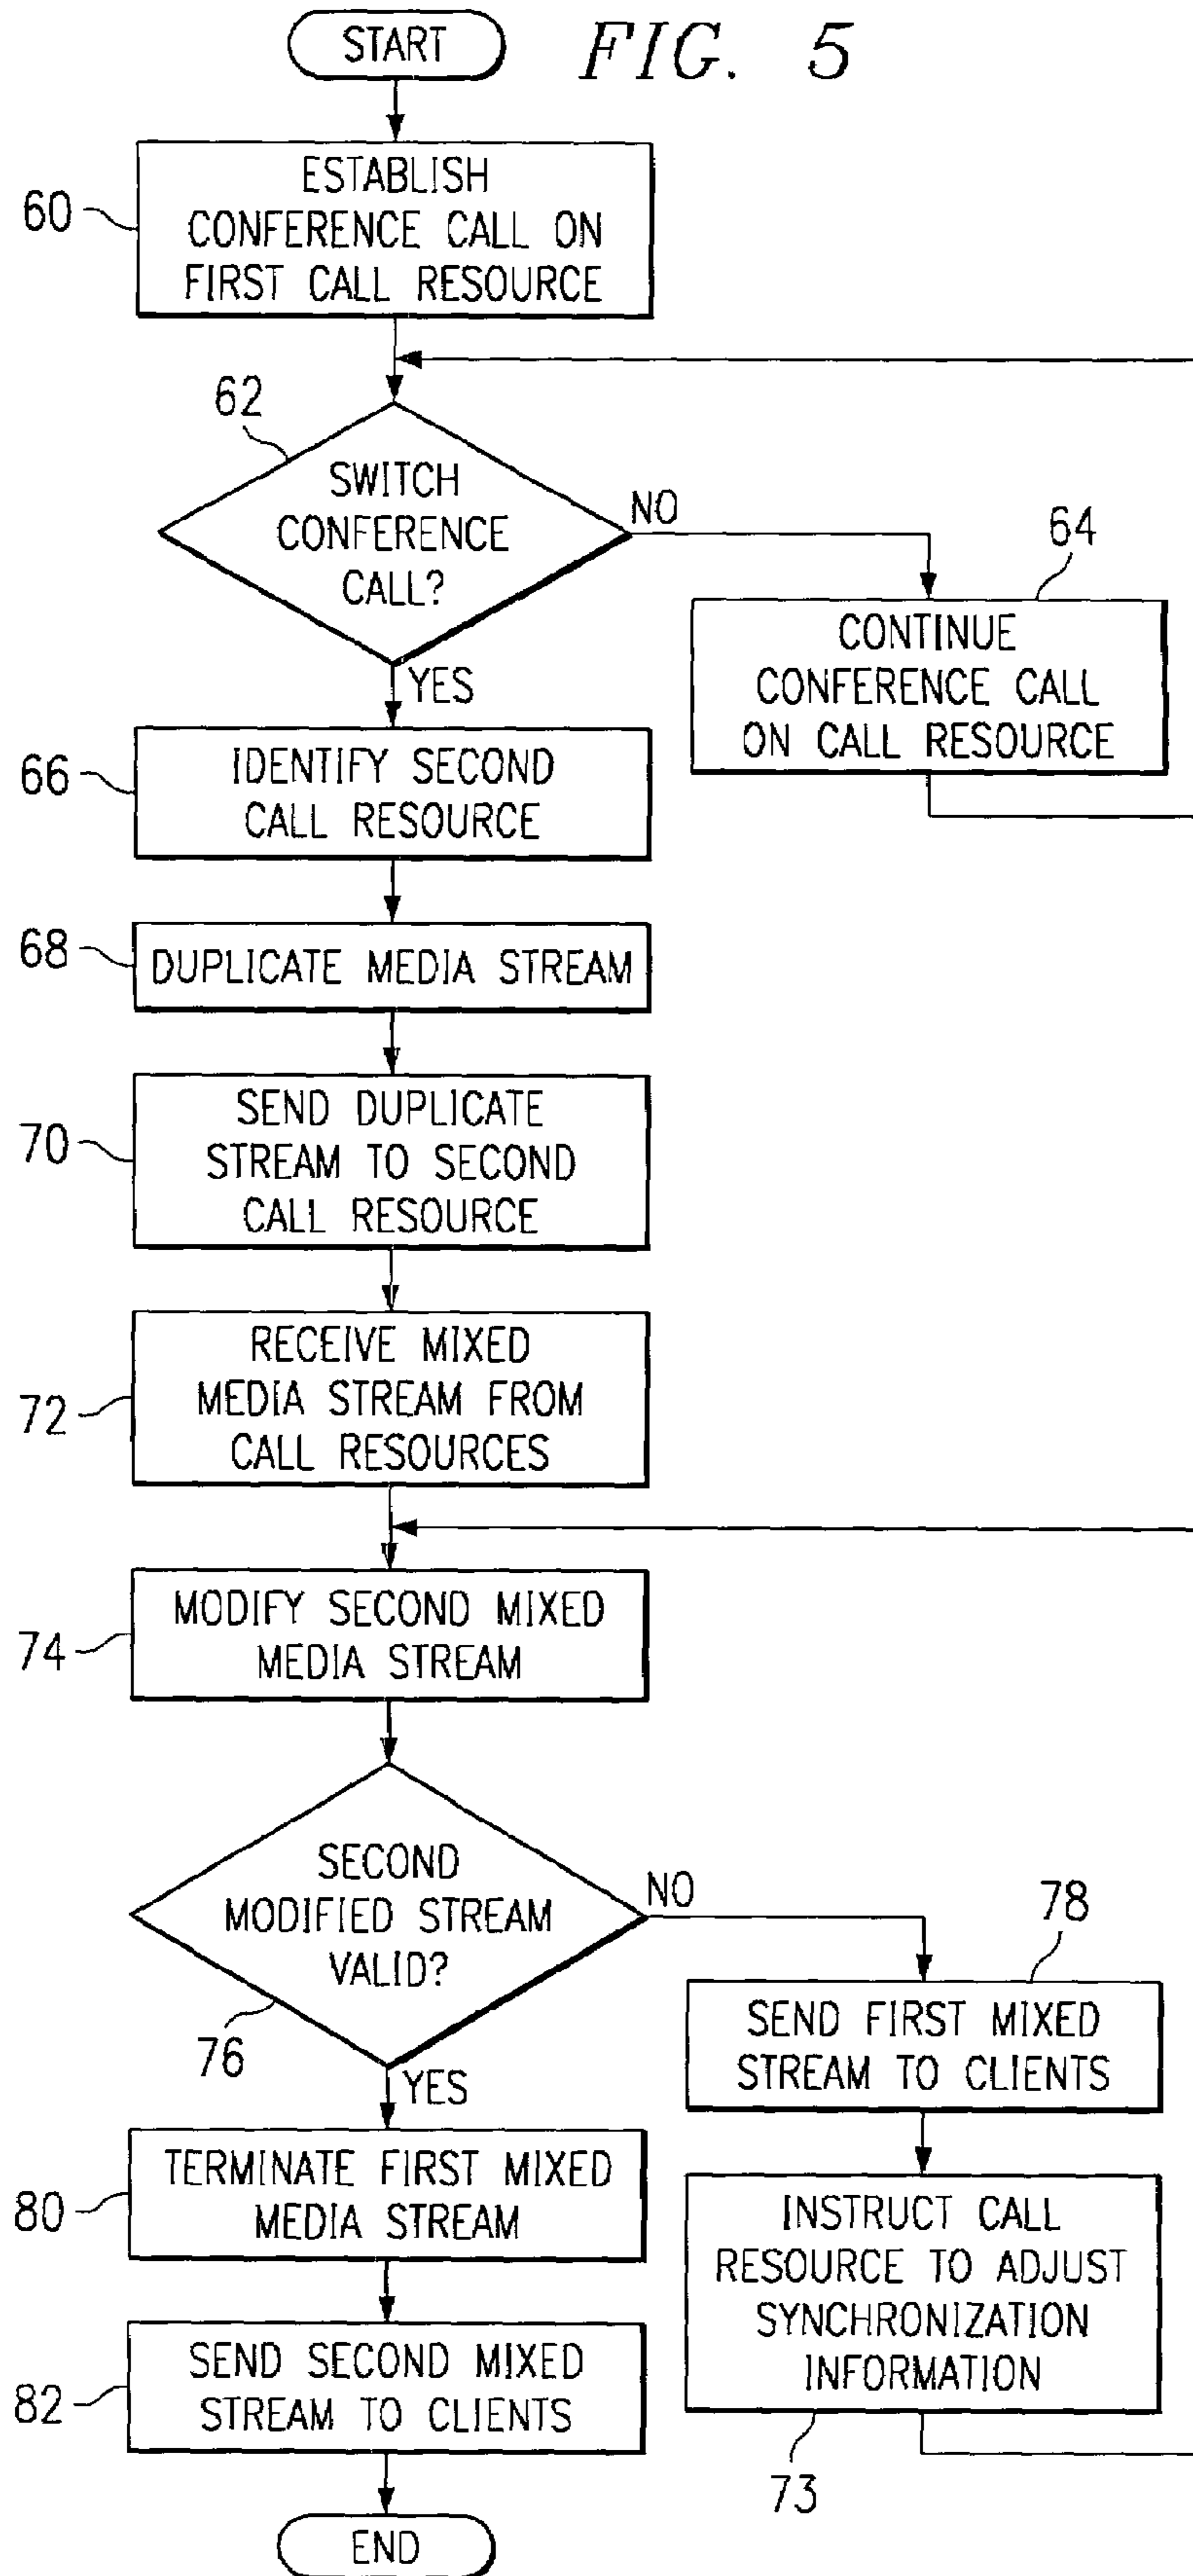 START
FIG. 5
60
ESTABLISH
CONFERENCE CALL ON
FIRST CALL RESOURCE
62
SWITCH
CONFERENCE
CALL?
NO
YES
64
CONTINUE
CONFERENCE CALL
ON CALL RESOURCE
66
IDENTIFY SECOND
CALL RESOURCE
68
DUPLICATE MEDIA STREAM
70
SEND DUPLICATE
STREAM TO SECOND
CALL RESOURCE
72
RECEIVE MIXED
MEDIA STREAM FROM
CALL RESOURCES
74
MODIFY SECOND MIXED
MEDIA STREAM
SECOND
MODIFIED STREAM
VALID?
76
NO
YES
78
SEND FIRST MIXED
STREAM TO CLIENTS
INSTRUCT CALL
RESOURCE TO ADJUST
SYNCHRONIZATION
INFORMATION
73
80
TERMINATE FIRST MIXED
MEDIA STREAM
82
SEND SECOND MIXED
STREAM TO CLIENTS
END